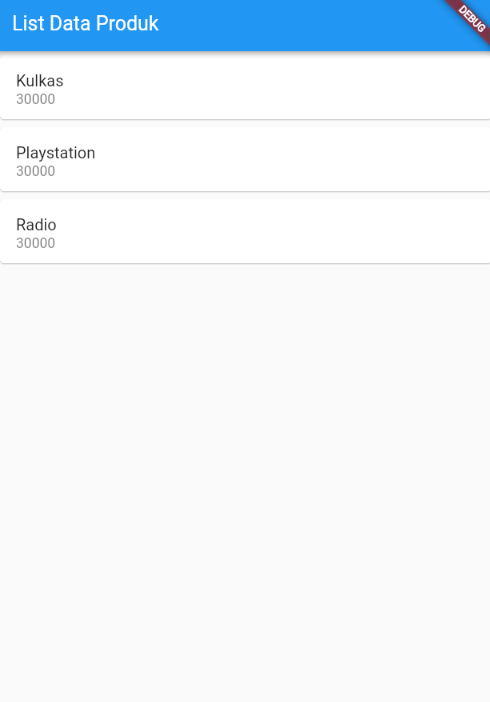 List Data Produk
DEBUG
Kulkas
30000
Playstation
30000
Radio
30000